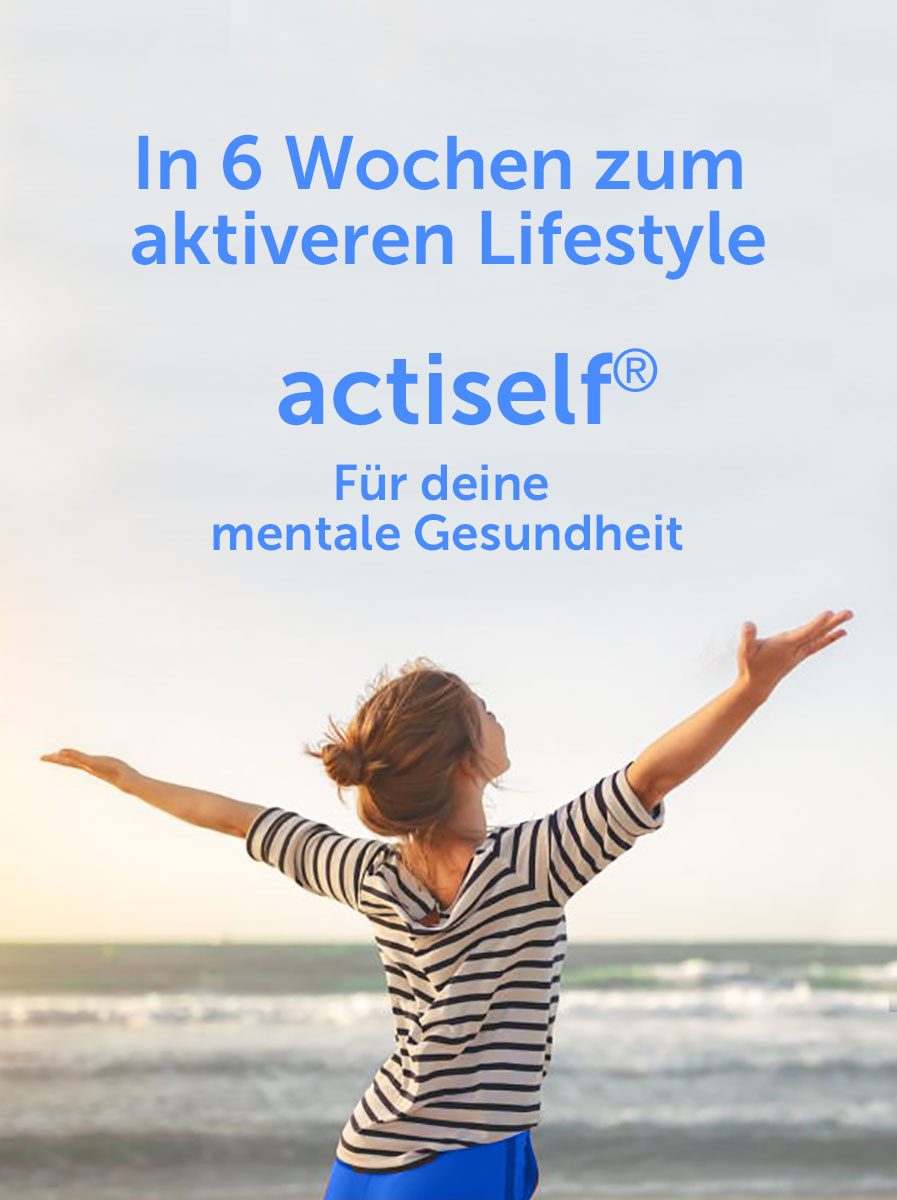 In 6 Wochen zum
aktiveren Lifestyle
actiself®
Für deine
mentale Gesundheit